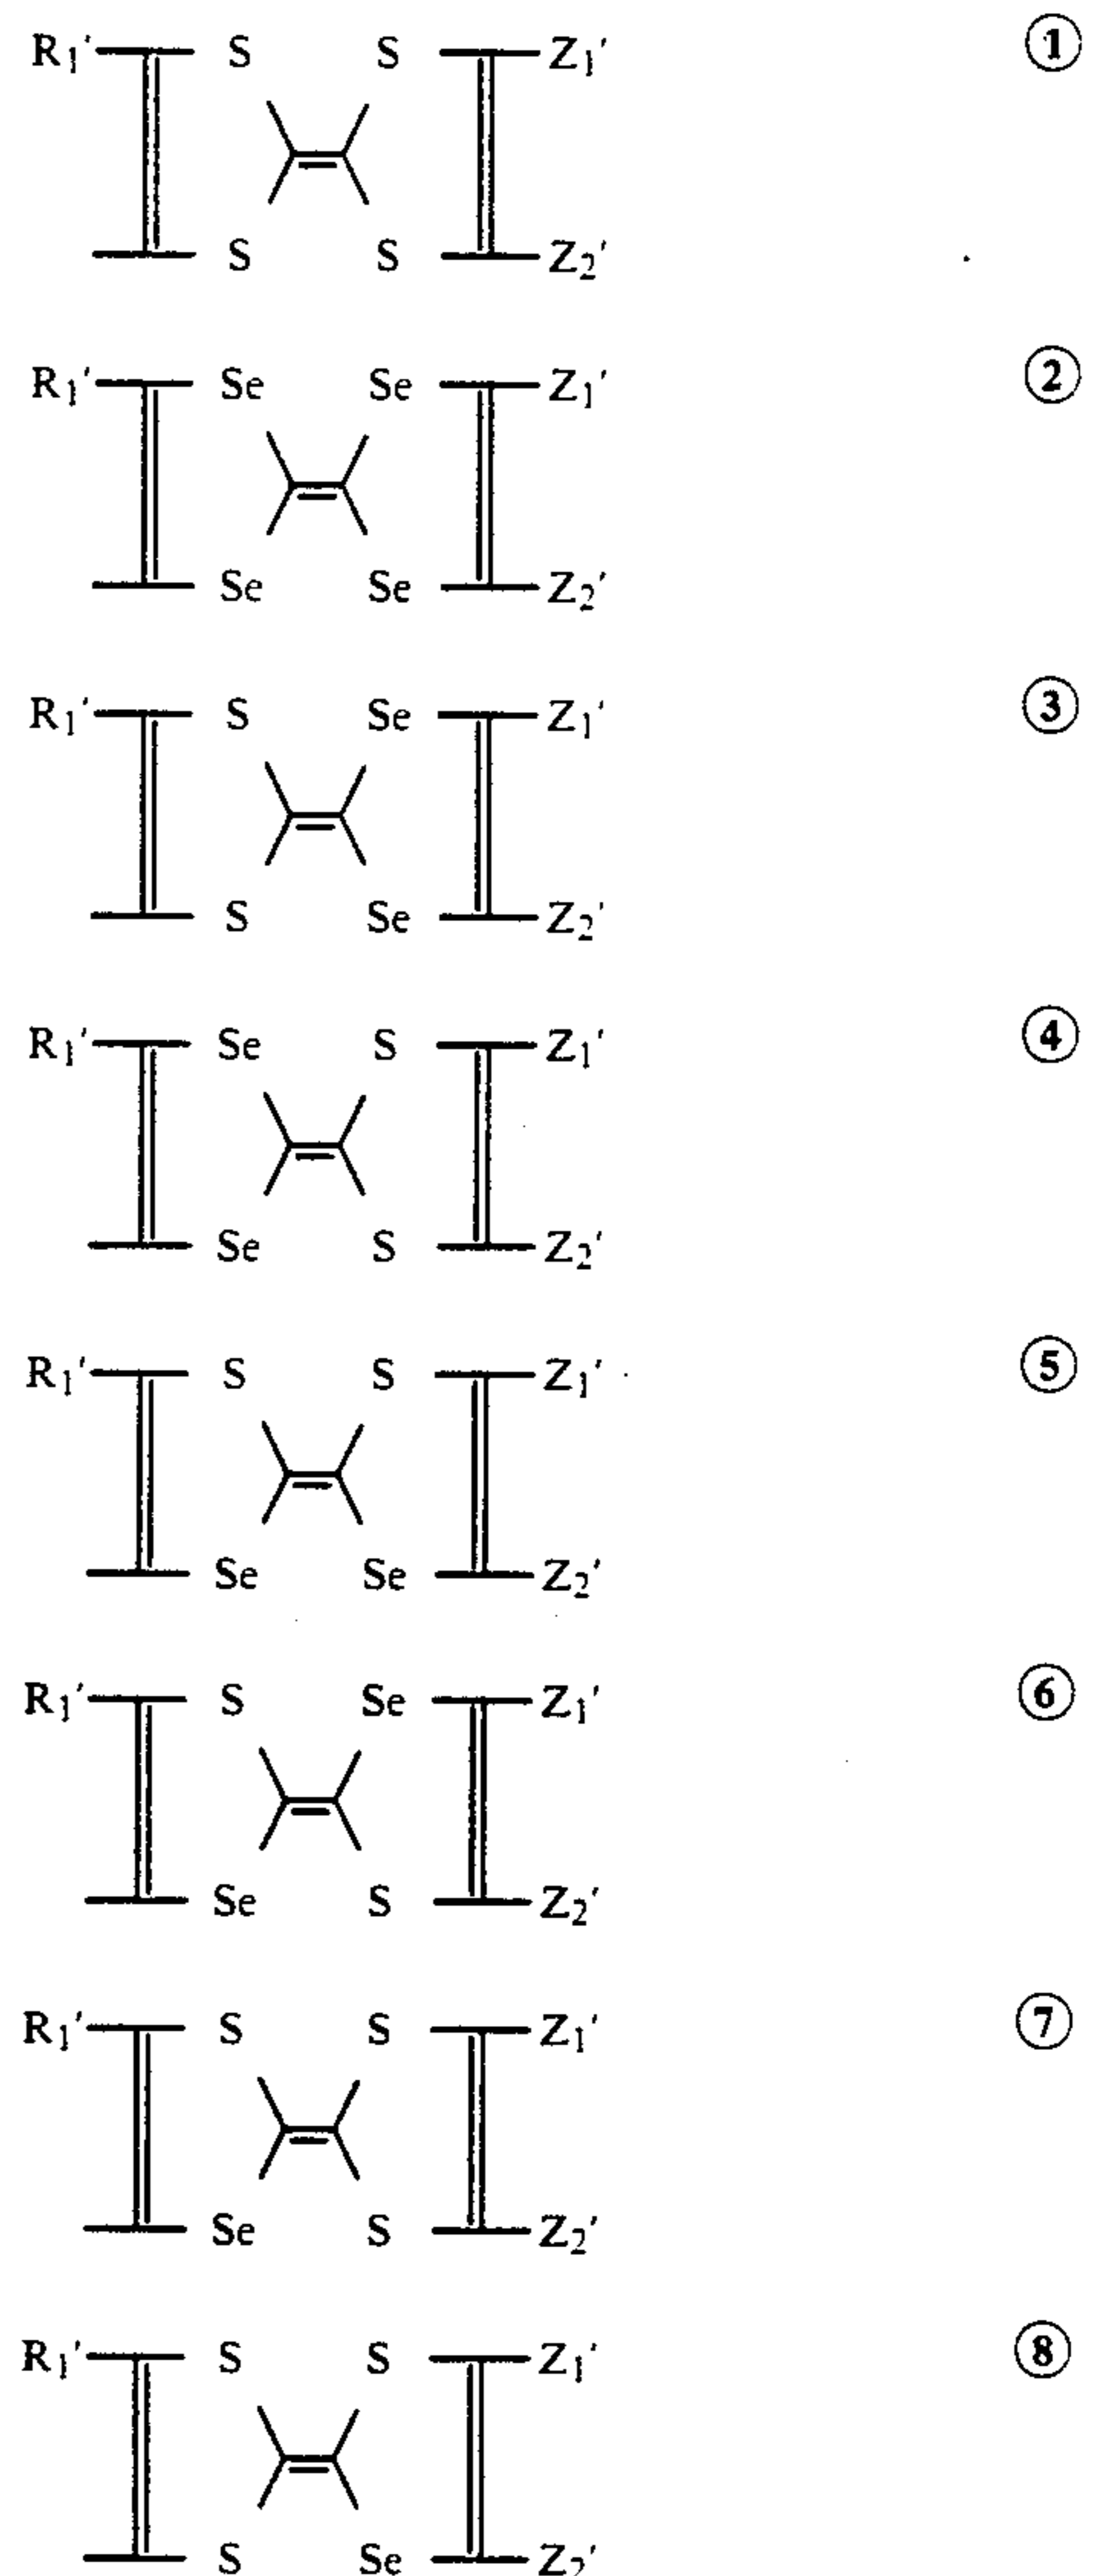 R₁' S S Z₁' ①
S S Z₂'
R₁' Se Se Z₁' ②
Se Se Z₂'
R₁' S Se Z₁' ③
S Se Z₂'
R₁' Se S Z₁' ④
Se S Z₂'
R₁' S S Z₁' ⑤
Se Se Z₂'
R₁' S Se Z₁' ⑥
Se S Z₂'
R₁' S S Z₁' ⑦
Se S Z₂'
R₁' S S Z₁' ⑧
S Se Z₂'